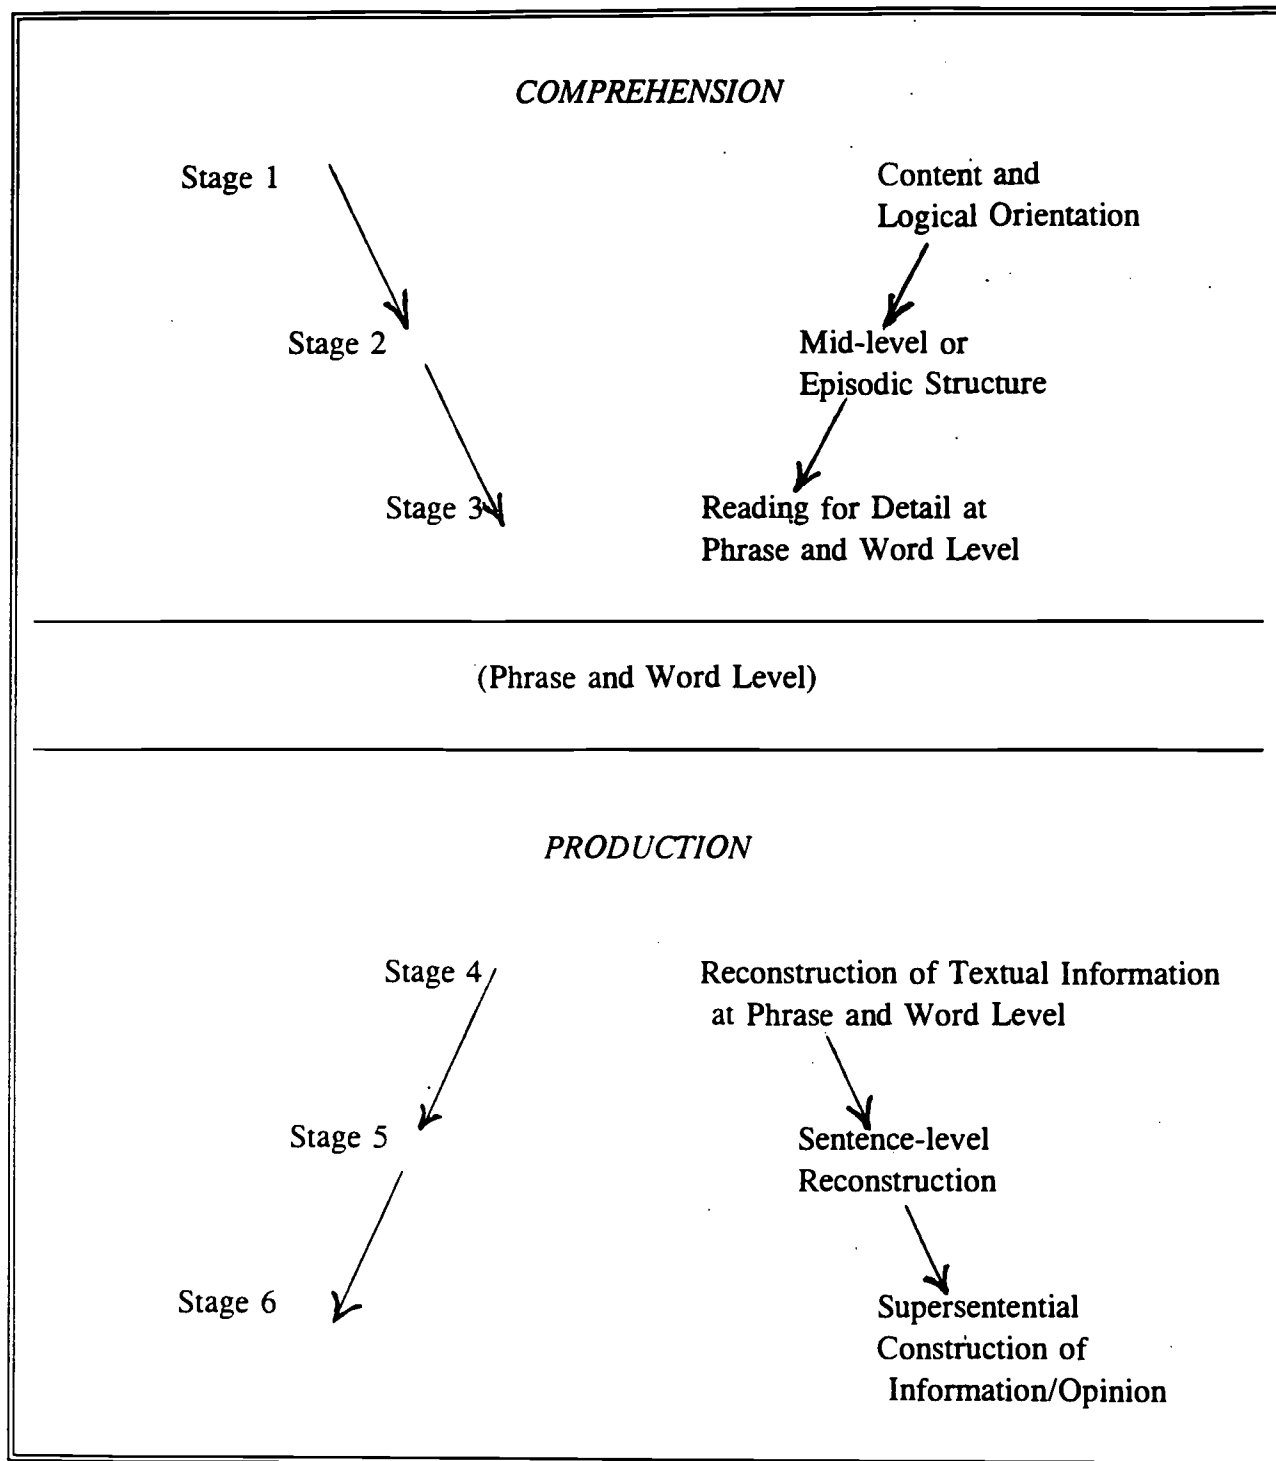 COMPREHENSION
Stage 1
Content and
Logical Orientation
Stage 2
Mid-level or
Episodic Structure
Stage 3
Reading for Detail at
Phrase and Word Level
(Phrase and Word Level)
PRODUCTION
Stage 4
Reconstruction of Textual Information
at Phrase and Word Level
Stage 5
Sentence-level
Reconstruction
Stage 6
Supersentential
Construction of
Information/Opinion